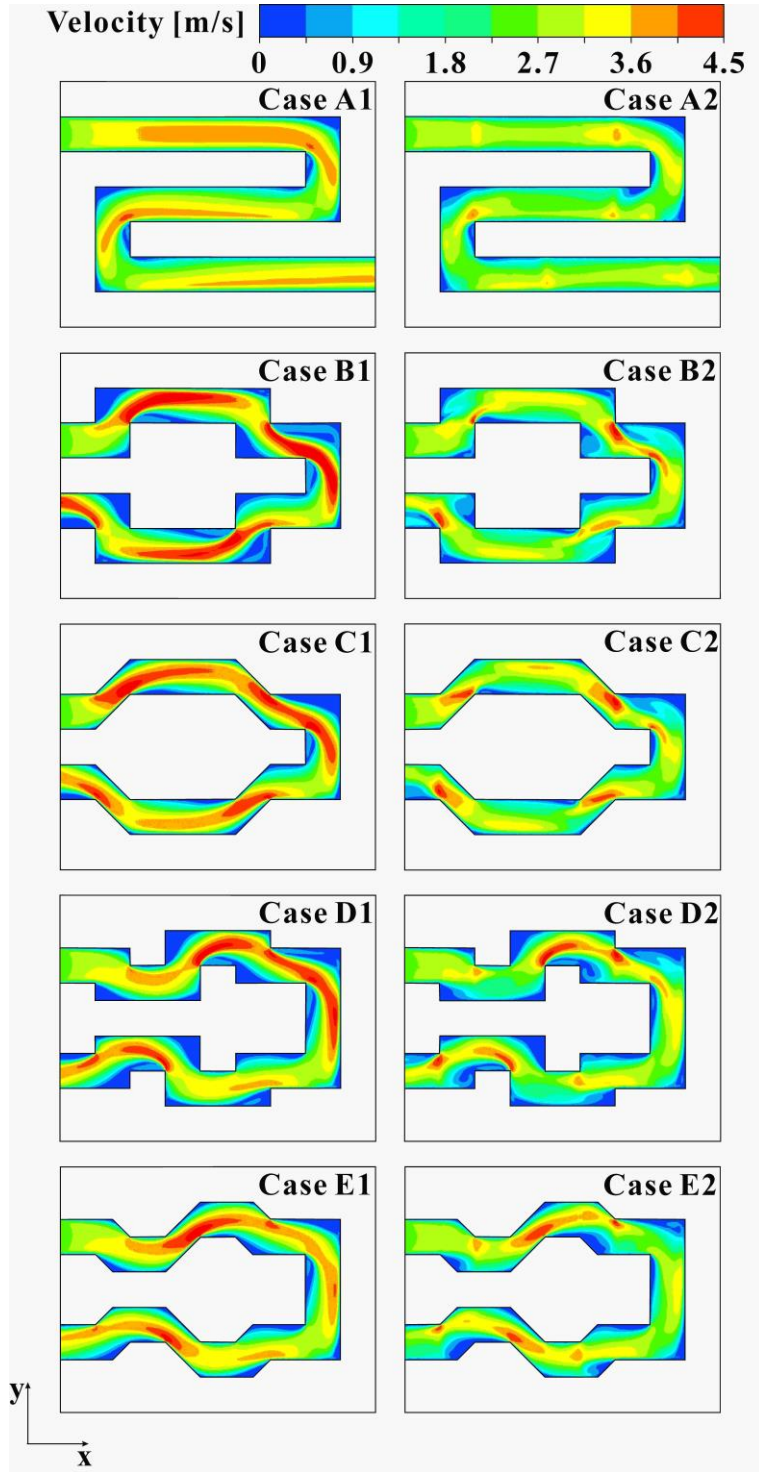 Velocity [m/s]
0 0.9 1.8 2.7 3.6 4.5
Case A1
Case A2
Case B1
Case B2
Case C1
Case C2
Case D1
Case D2
Case E1
Case E2
y
x